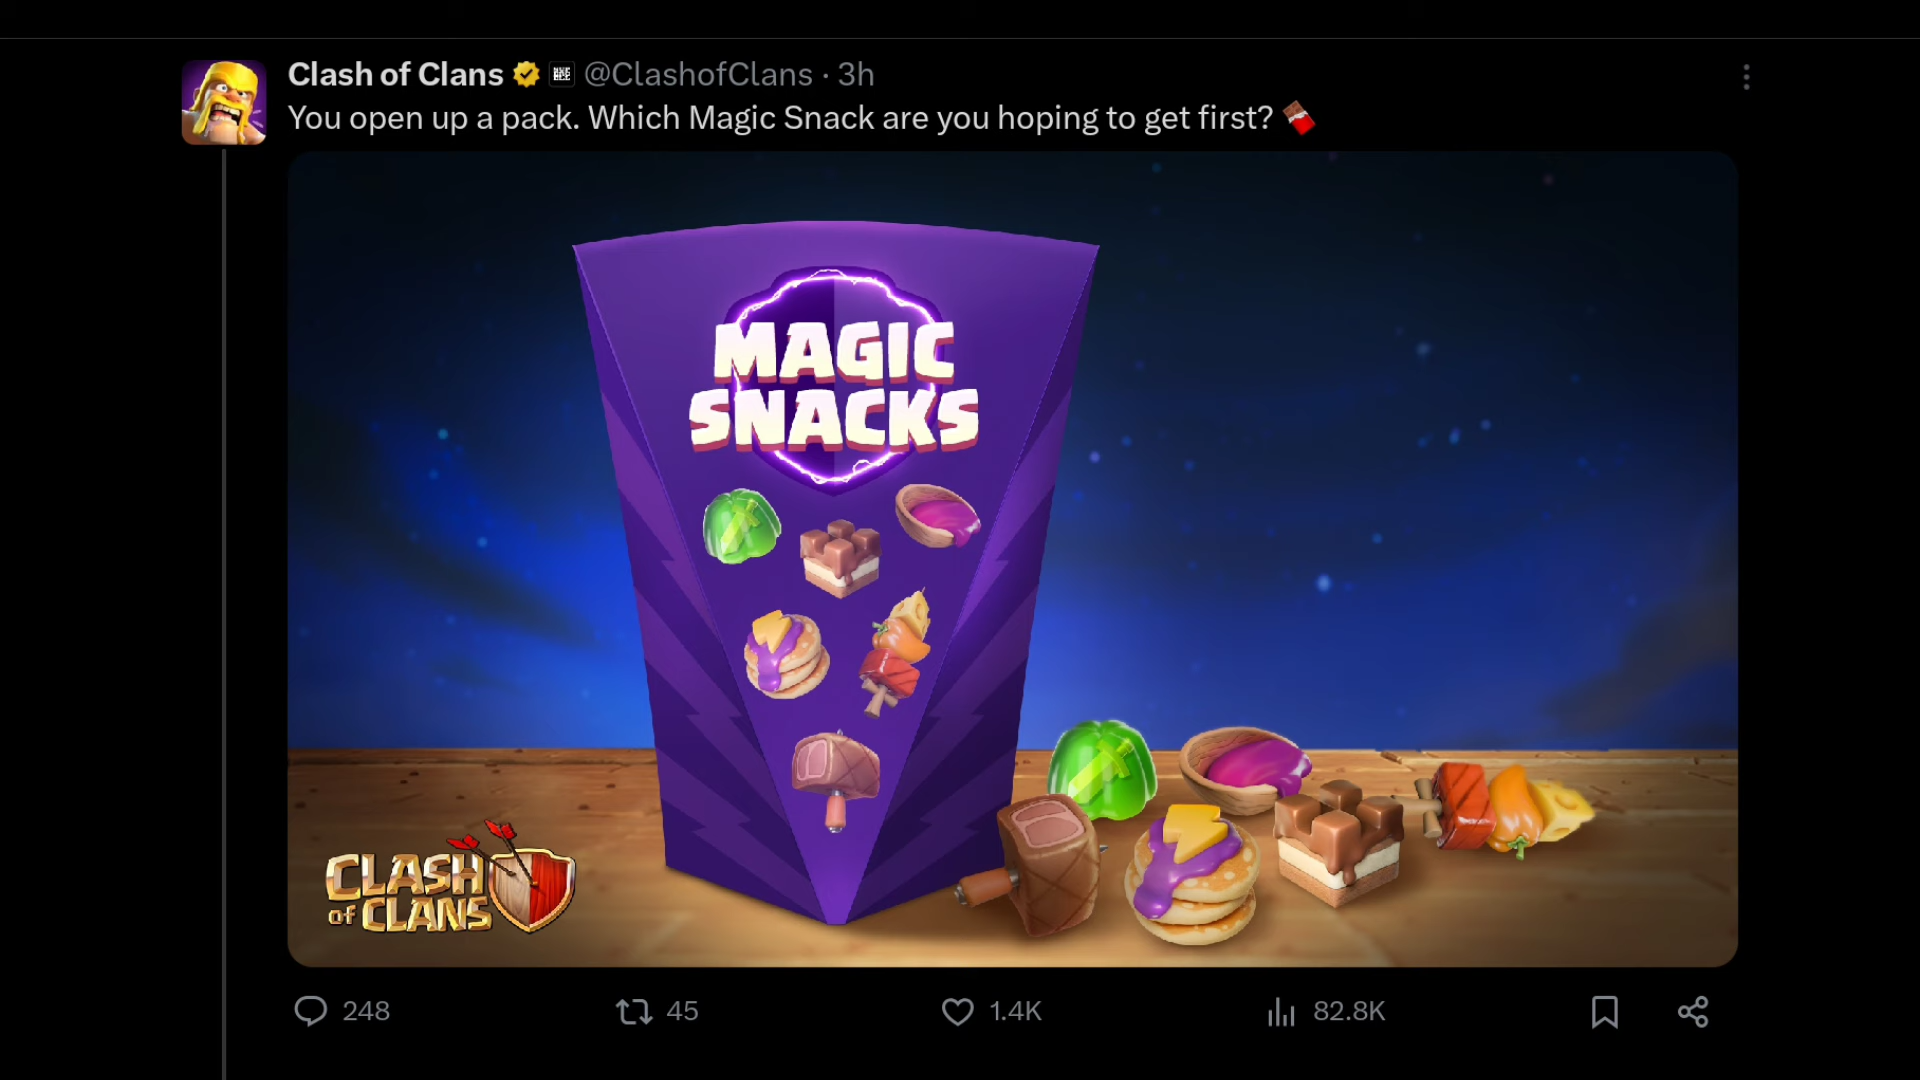 Clash of Clans @ClashofClans · 3h
You open up a pack. Which Magic Snack are you hoping to get first? 🍫
MAGIC
SNACKS
CLASH
of CLANS
248 45 1.4K 82.8K